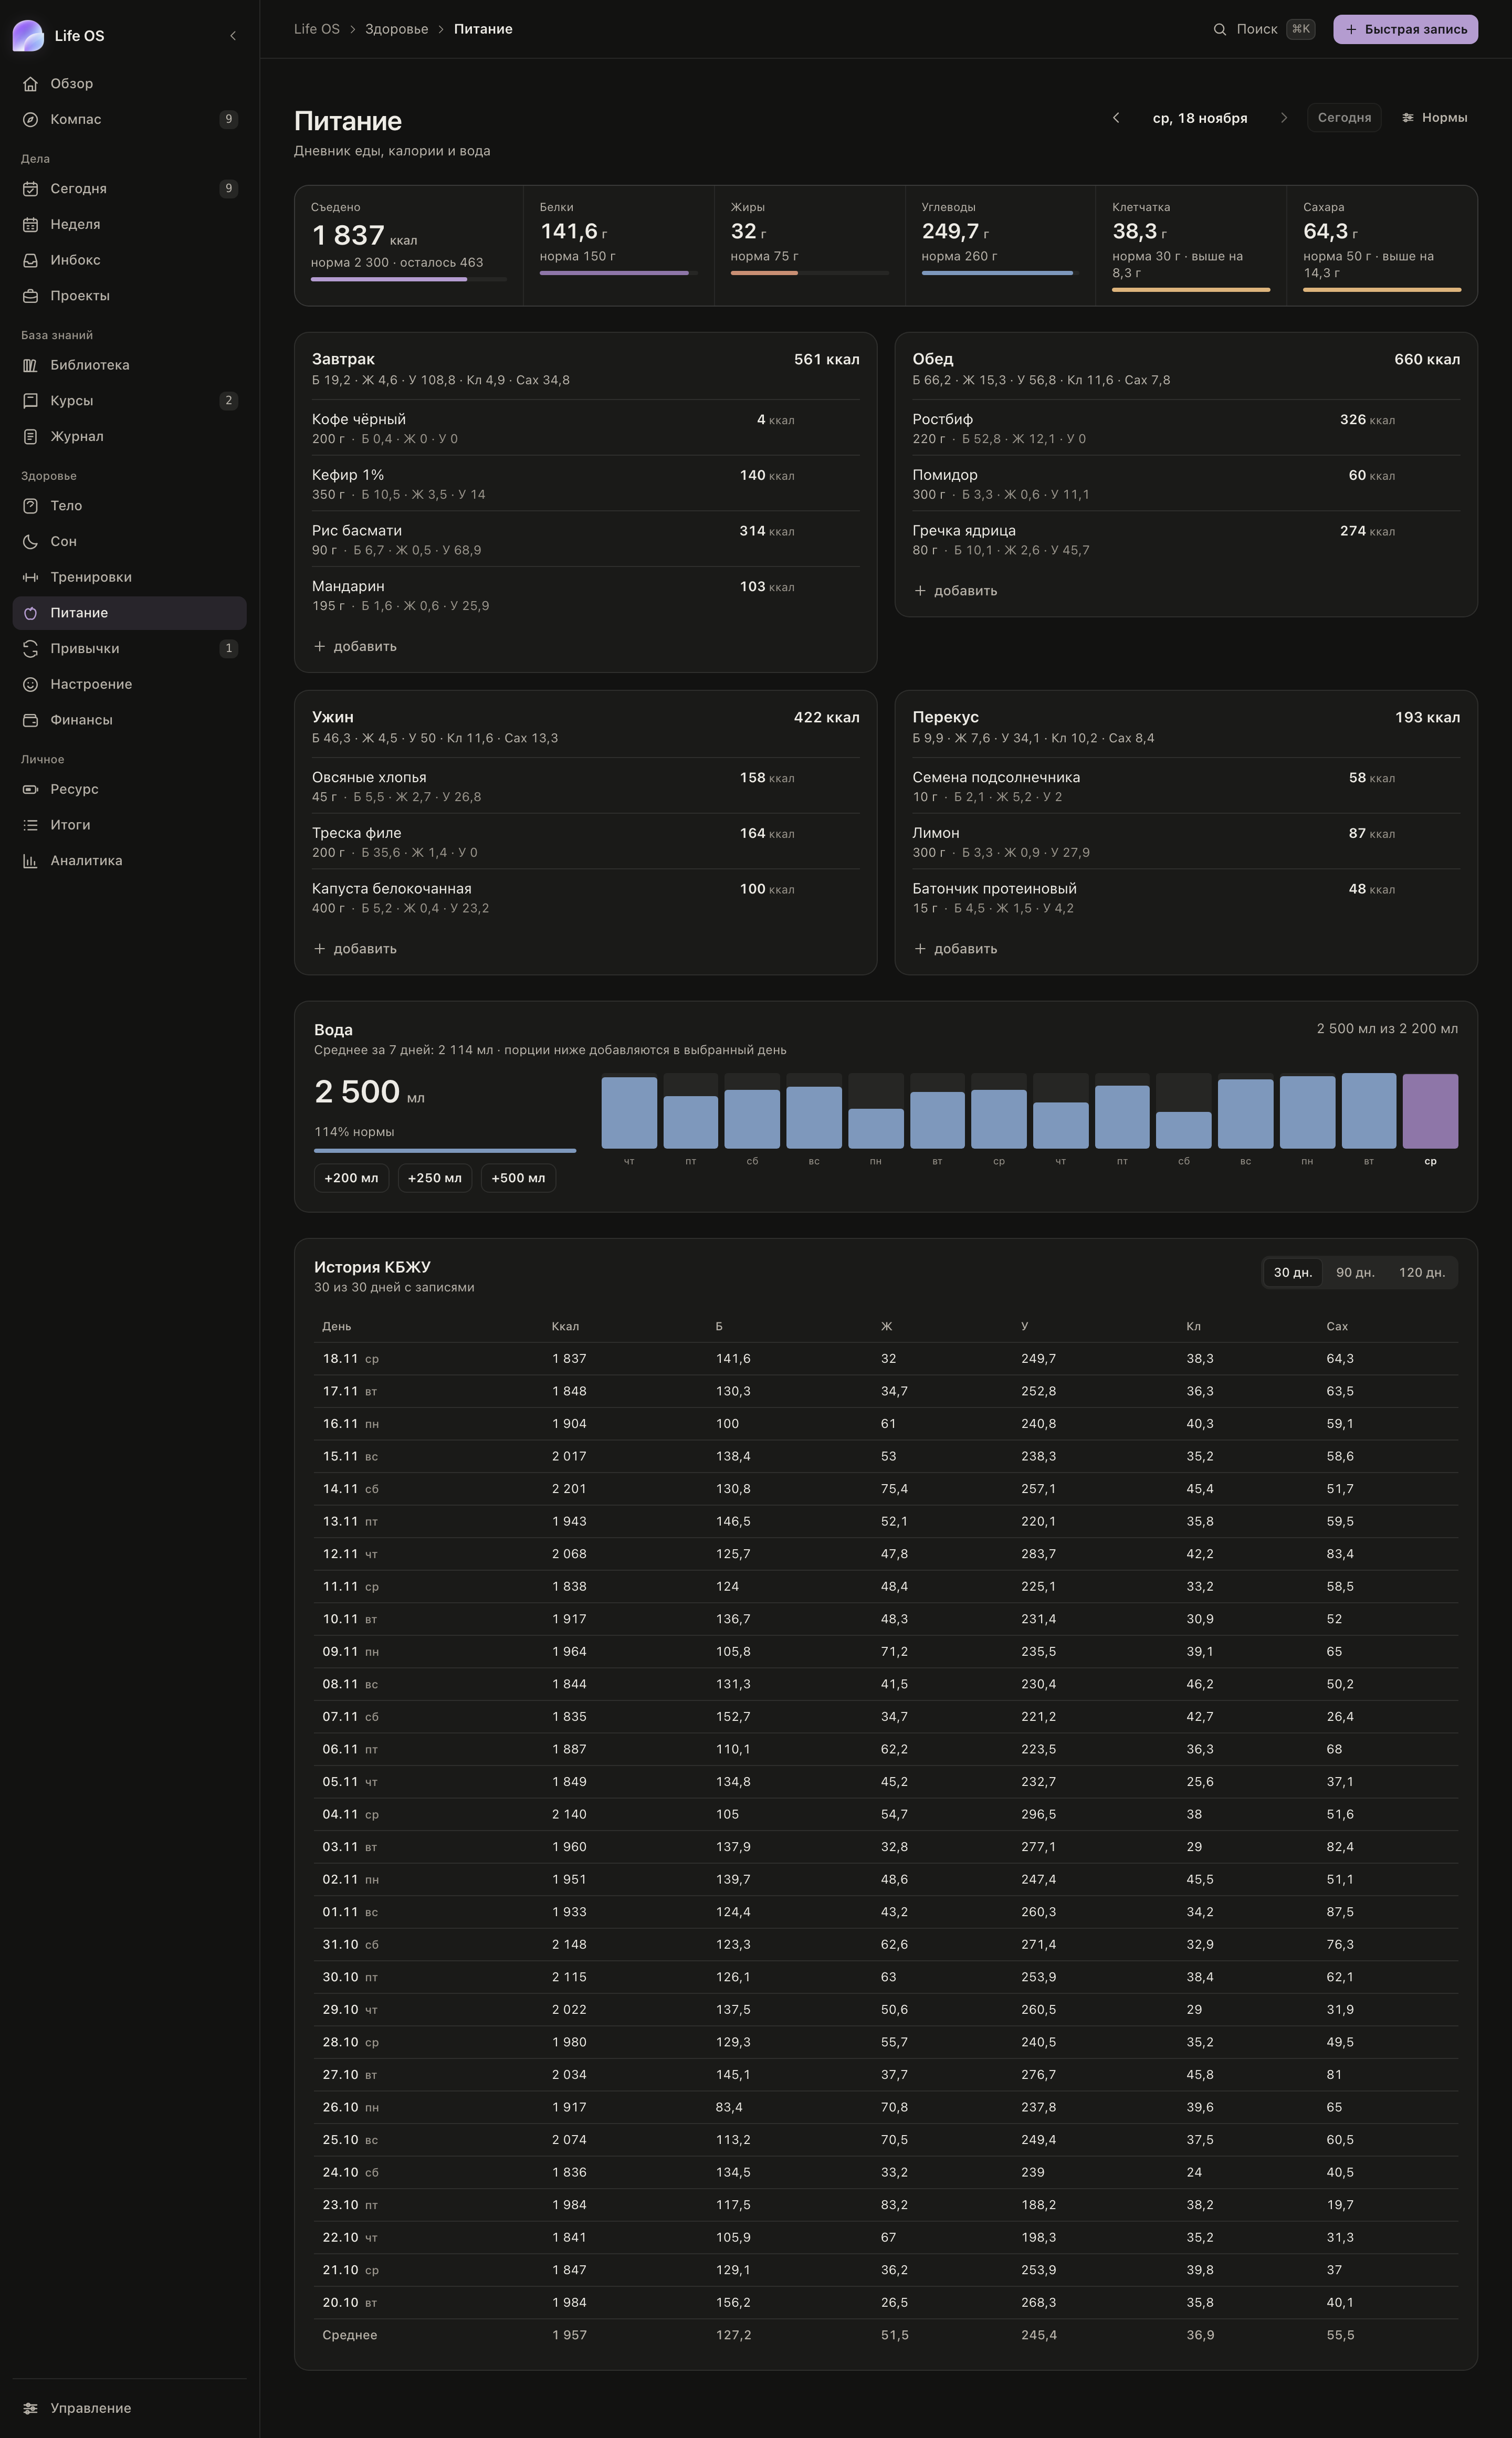 Life OS
Обзор
Компас 9
Дела
Сегодня 9
Неделя
Инбокс
Проекты
База знаний
Библиотека
Курсы 2
Журнал
Здоровье
Тело
Сон
Тренировки
Питание
Привычки 1
Настроение
Финансы
Личное
Ресурс
Итоги
Аналитика
Управление
Life OS > Здоровье > Питание
Поиск ⌘K
+ Быстрая запись
Питание
Дневник еды, калории и вода
ср, 18 ноября
Сегодня
Нормы
Съедено
1 837 ккал
норма 2 300 · осталось 463
Белки
141,6 г
норма 150 г
Жиры
32 г
норма 75 г
Углеводы
249,7 г
норма 260 г
Клетчатка
38,3 г
норма 30 г · выше на
8,3 г
Сахара
64,3 г
норма 50 г · выше на
14,3 г
Завтрак 561 ккал
Б 19,2 · Ж 4,6 · У 108,8 · Кл 4,9 · Сах 34,8
Кофе чёрный 4 ккал
200 г · Б 0,4 · Ж 0 · У 0
Кефир 1% 140 ккал
350 г · Б 10,5 · Ж 3,5 · У 14
Рис басмати 314 ккал
90 г · Б 6,7 · Ж 0,5 · У 68,9
Мандарин 103 ккал
195 г · Б 1,6 · Ж 0,6 · У 25,9
+ добавить
Обед 660 ккал
Б 66,2 · Ж 15,3 · У 56,8 · Кл 11,6 · Сах 7,8
Ростбиф 326 ккал
220 г · Б 52,8 · Ж 12,1 · У 0
Помидор 60 ккал
300 г · Б 3,3 · Ж 0,6 · У 11,1
Гречка ядрица 274 ккал
80 г · Б 10,1 · Ж 2,6 · У 45,7
+ добавить
Ужин 422 ккал
Б 46,3 · Ж 4,5 · У 50 · Кл 11,6 · Сах 13,3
Овсяные хлопья 158 ккал
45 г · Б 5,5 · Ж 2,7 · У 26,8
Треска филе 164 ккал
200 г · Б 35,6 · Ж 1,4 · У 0
Капуста белокочанная 100 ккал
400 г · Б 5,2 · Ж 0,4 · У 23,2
+ добавить
Перекус 193 ккал
Б 9,9 · Ж 7,6 · У 34,1 · Кл 10,2 · Сах 8,4
Семена подсолнечника 58 ккал
10 г · Б 2,1 · Ж 5,2 · У 2
Лимон 87 ккал
300 г · Б 3,3 · Ж 0,9 · У 27,9
Батончик протеиновый 48 ккал
15 г · Б 4,5 · Ж 1,5 · У 4,2
+ добавить
Вода 2 500 мл из 2 200 мл
Среднее за 7 дней: 2 114 мл · порции ниже добавляются в выбранный день
2 500 мл
114% нормы
+200 мл +250 мл +500 мл
чт пт сб вс пн вт ср чт пт сб вс пн вт ср
История КБЖУ
30 из 30 дней с записями
30 дн. 90 дн. 120 дн.
День Ккал Б Ж У Кл Сах
18.11 ср 1 837 141,6 32 249,7 38,3 64,3
17.11 вт 1 848 130,3 34,7 252,8 36,3 63,5
16.11 пн 1 904 100 61 240,8 40,3 59,1
15.11 вс 2 017 138,4 53 238,3 35,2 58,6
14.11 сб 2 201 130,8 75,4 257,1 45,4 51,7
13.11 пт 1 943 146,5 52,1 220,1 35,8 59,5
12.11 чт 2 068 125,7 47,8 283,7 42,2 83,4
11.11 ср 1 838 124 48,4 225,1 33,2 58,5
10.11 вт 1 917 136,7 48,3 231,4 30,9 52
09.11 пн 1 964 105,8 71,2 235,5 39,1 65
08.11 вс 1 844 131,3 41,5 230,4 46,2 50,2
07.11 сб 1 835 152,7 34,7 221,2 42,7 26,4
06.11 пт 1 887 110,1 62,2 223,5 36,3 68
05.11 чт 1 849 134,8 45,2 232,7 25,6 37,1
04.11 ср 2 140 105 54,7 296,5 38 51,6
03.11 вт 1 960 137,9 32,8 277,1 29 82,4
02.11 пн 1 951 139,7 48,6 247,4 45,5 51,1
01.11 вс 1 933 124,4 43,2 260,3 34,2 87,5
31.10 сб 2 148 123,3 62,6 271,4 32,9 76,3
30.10 пт 2 115 126,1 63 253,9 38,4 62,1
29.10 чт 2 022 137,5 50,6 260,5 29 31,9
28.10 ср 1 980 129,3 55,7 240,5 35,2 49,5
27.10 вт 2 034 145,1 37,7 276,7 45,8 81
26.10 пн 1 917 83,4 70,8 237,8 39,6 65
25.10 вс 2 074 113,2 70,5 249,4 37,5 60,5
24.10 сб 1 836 134,5 33,2 239 24 40,5
23.10 пт 1 984 117,5 83,2 188,2 38,2 19,7
22.10 чт 1 841 105,9 67 198,3 35,2 31,3
21.10 ср 1 847 129,1 36,2 253,9 39,8 37
20.10 вт 1 984 156,2 26,5 268,3 35,8 40,1
Среднее 1 957 127,2 51,5 245,4 36,9 55,5